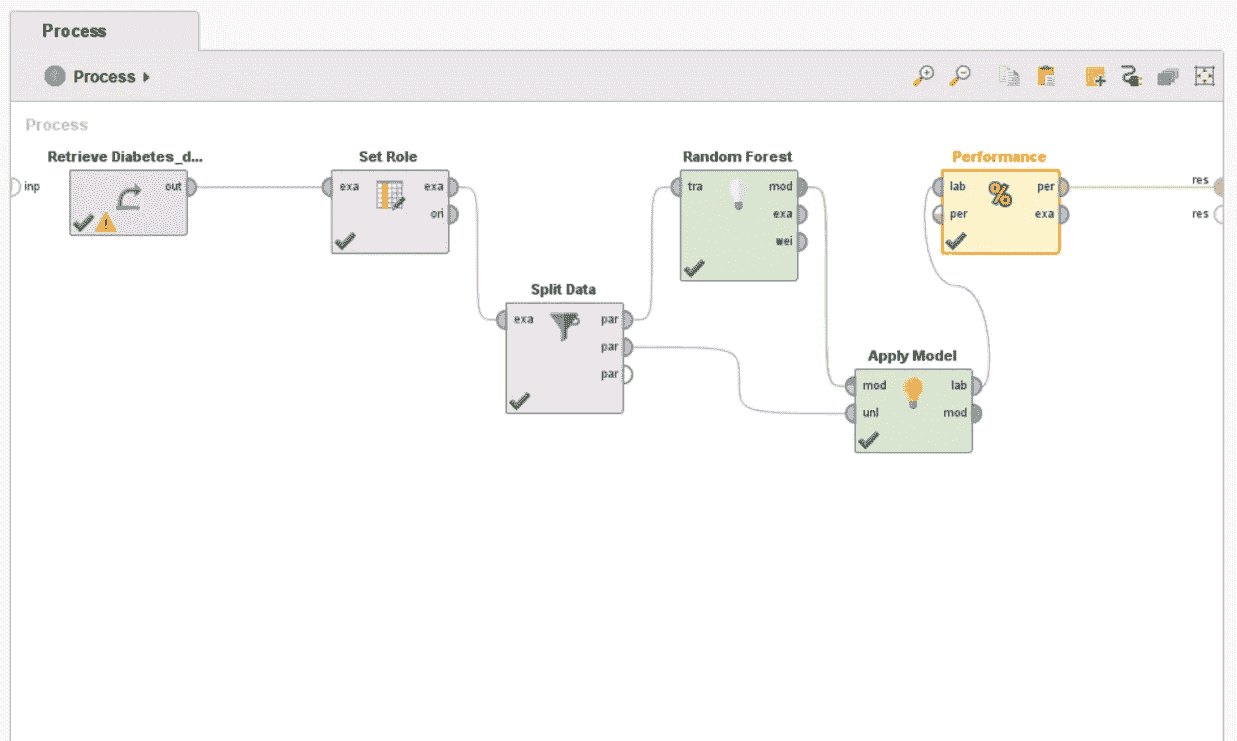 Process
Process
Process
Retrieve Diabetes_d...
Set Role
Random Forest
Performance
inp
out
exa
exa
ori
tra
mod
exa
wei
lab
per
per
exa
res
res
Split Data
exa
par
par
par
Apply Model
mod
lab
unl
mod